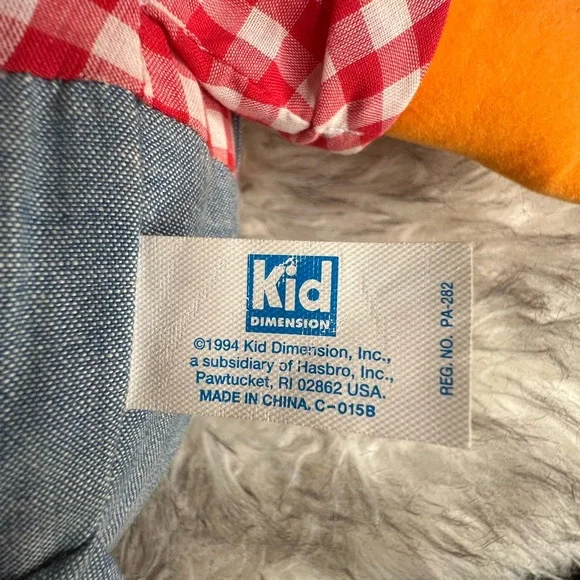 Kid
DIMENSION
©1994 Kid Dimension, Inc.,
a subsidiary of Hasbro, Inc.,
Pawtucket, RI 02862 USA.
MADE IN CHINA. C-015B
REG. NO. PA-282